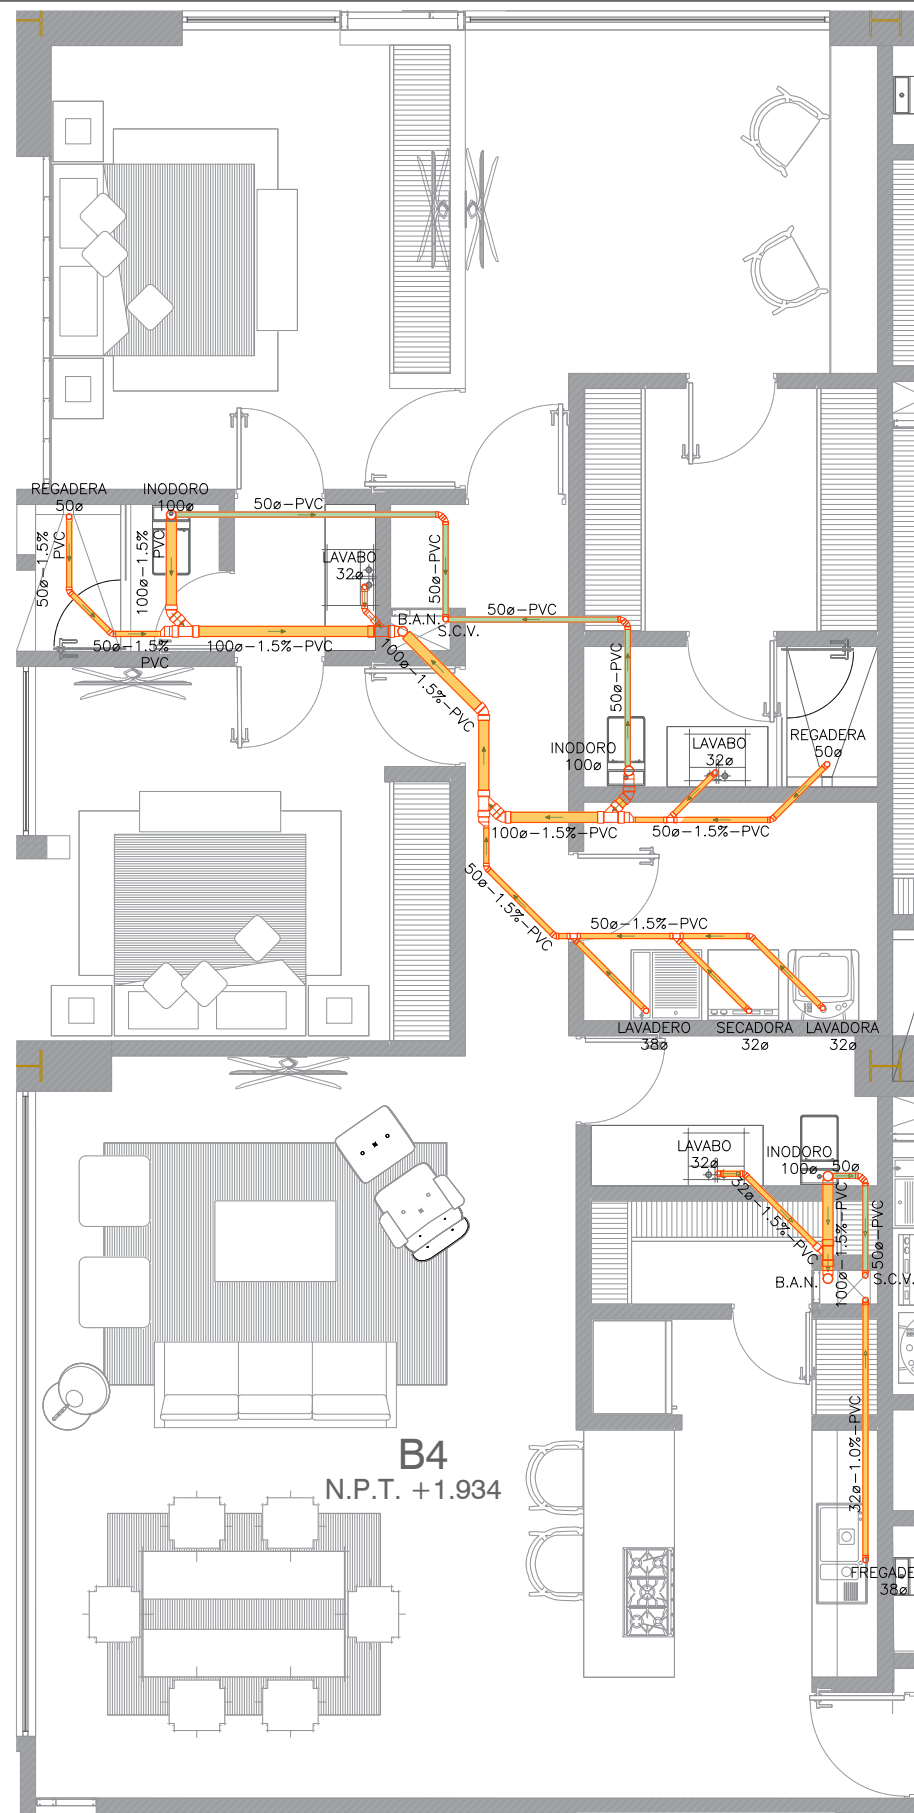 REGADERA
50ø
INODORO
100ø
50ø-PVC
50ø-1.5%
PVC
100ø-1.5%
PVC
LAVABO
32ø
50ø-PVC
50ø-PVC
B.A.N.
S.C.V.
50ø-1.5%
PVC
100ø-1.5%-PVC
100ø-1.5%-PVC
50ø-PVC
INODORO
100ø
LAVABO
32ø
REGADERA
50ø
100ø-1.5%-PVC
50ø-1.5%-PVC
50ø-1.5%-PVC
50ø-1.5%-PVC
LAVADERO
38ø
SECADORA
32ø
LAVADORA
32ø
LAVABO
32ø
INODORO
100ø
50ø
32ø-1.5%-PVC
100ø-1.5%-PVC
50ø-PVC
B.A.N.
S.C.V.
B4
N.P.T. +1.934
32ø-1.0%-PVC
FREGADE
38ø